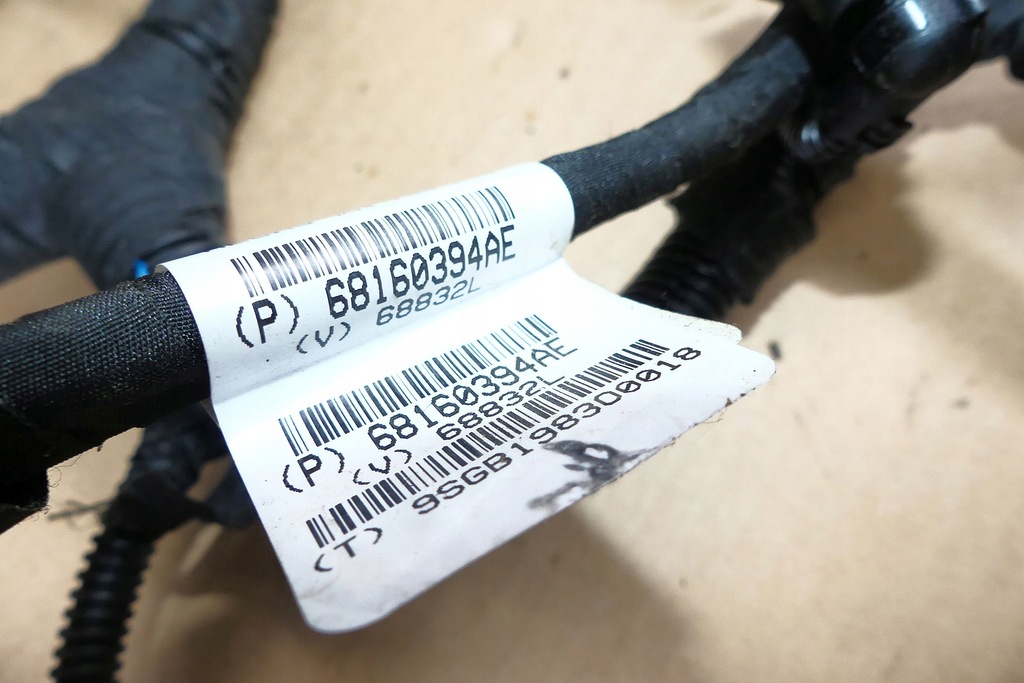 (P) 68160394AE
(V) 68832L
(P) 68160394AE
(V) 68832L
(T) 9SGB198300018